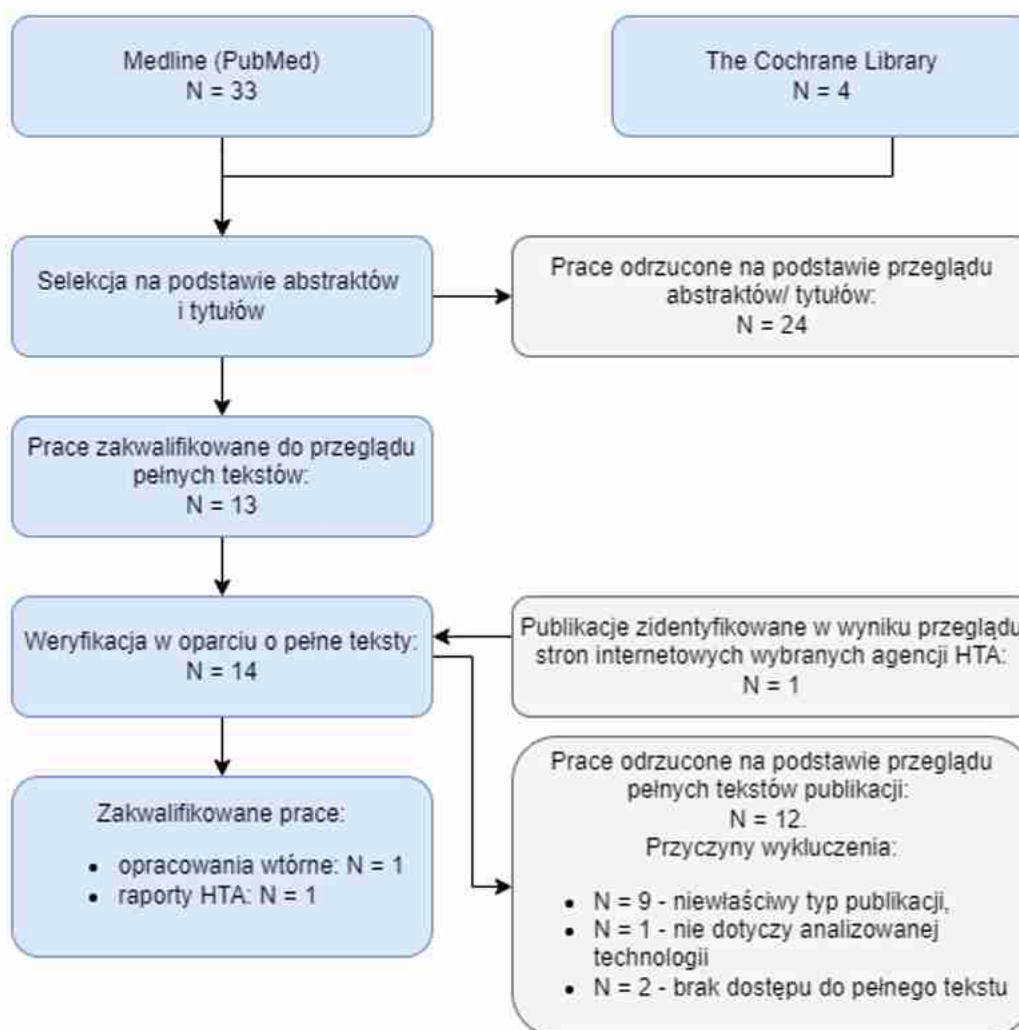 Medline (PubMed)
N = 33
The Cochrane Library
N = 4
Selekcja na podstawie abstraktów
i tytułów
Prace odrzucone na podstawie przeglądu
abstraktów/ tytułów:
N = 24
Prace zakwalifikowane do przeglądu
pełnych tekstów:
N = 13
Weryfikacja w oparciu o pełne teksty:
N = 14
Publikacje zidentyfikowane w wyniku przeglądu
stron internetowych wybranych agencji HTA:
N = 1
Zakwalifikowane prace:
• opracowania wtórne: N = 1
• raporty HTA: N = 1
Prace odrzucone na podstawie przeglądu
pełnych tekstów publikacji:
N = 12.
Przyczyny wykluczenia:
• N = 9 - niewłaściwy typ publikacji,
• N = 1 - nie dotyczy analizowanej
technologii
• N = 2 - brak dostępu do pełnego tekstu